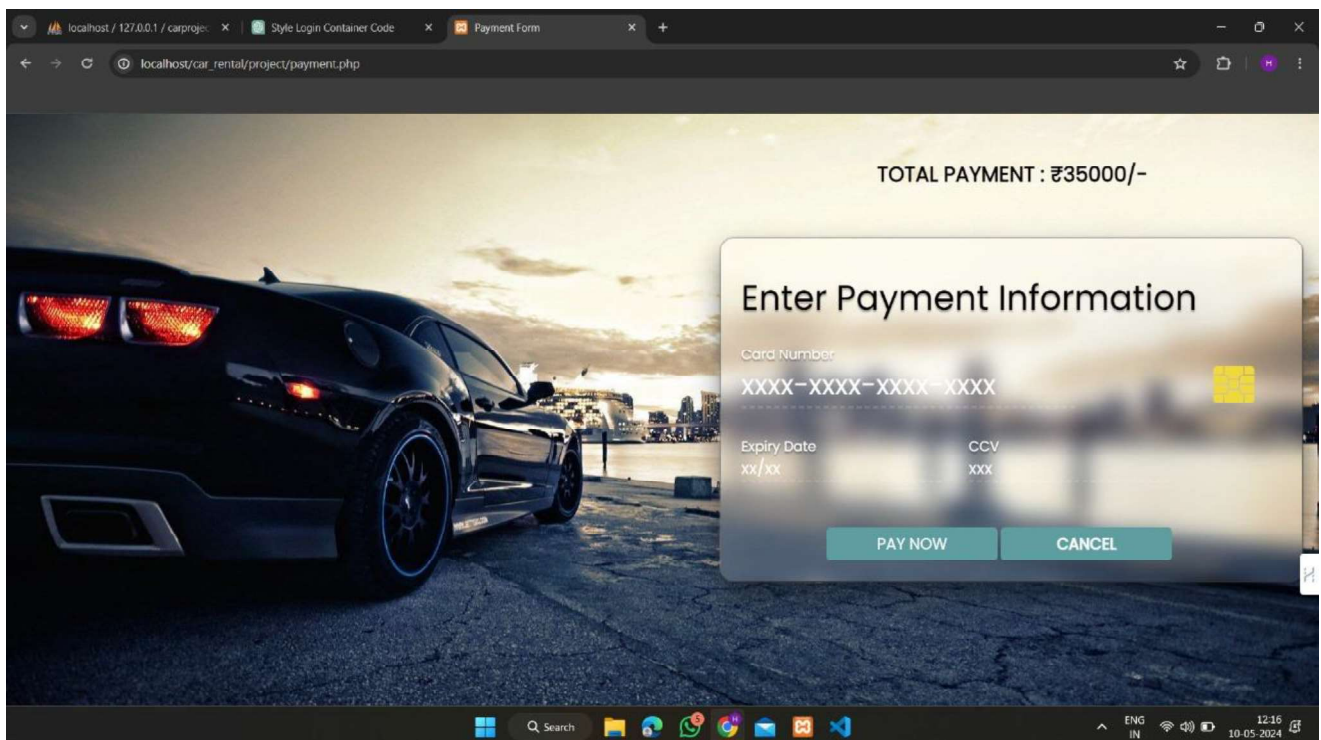 localhost / 127.0.0.1 / carprojec
Style Login Container Code
Payment Form
localhost/car_rental/project/payment.php
H
TOTAL PAYMENT : ₹35000/-
Enter Payment Information
Card Number
XXXX-XXXX-XXXX-XXXX
Expiry Date CCV
xx/xx xxx
PAY NOW CANCEL
Search
5
H
ENG
IN
12:16
10-05-2024